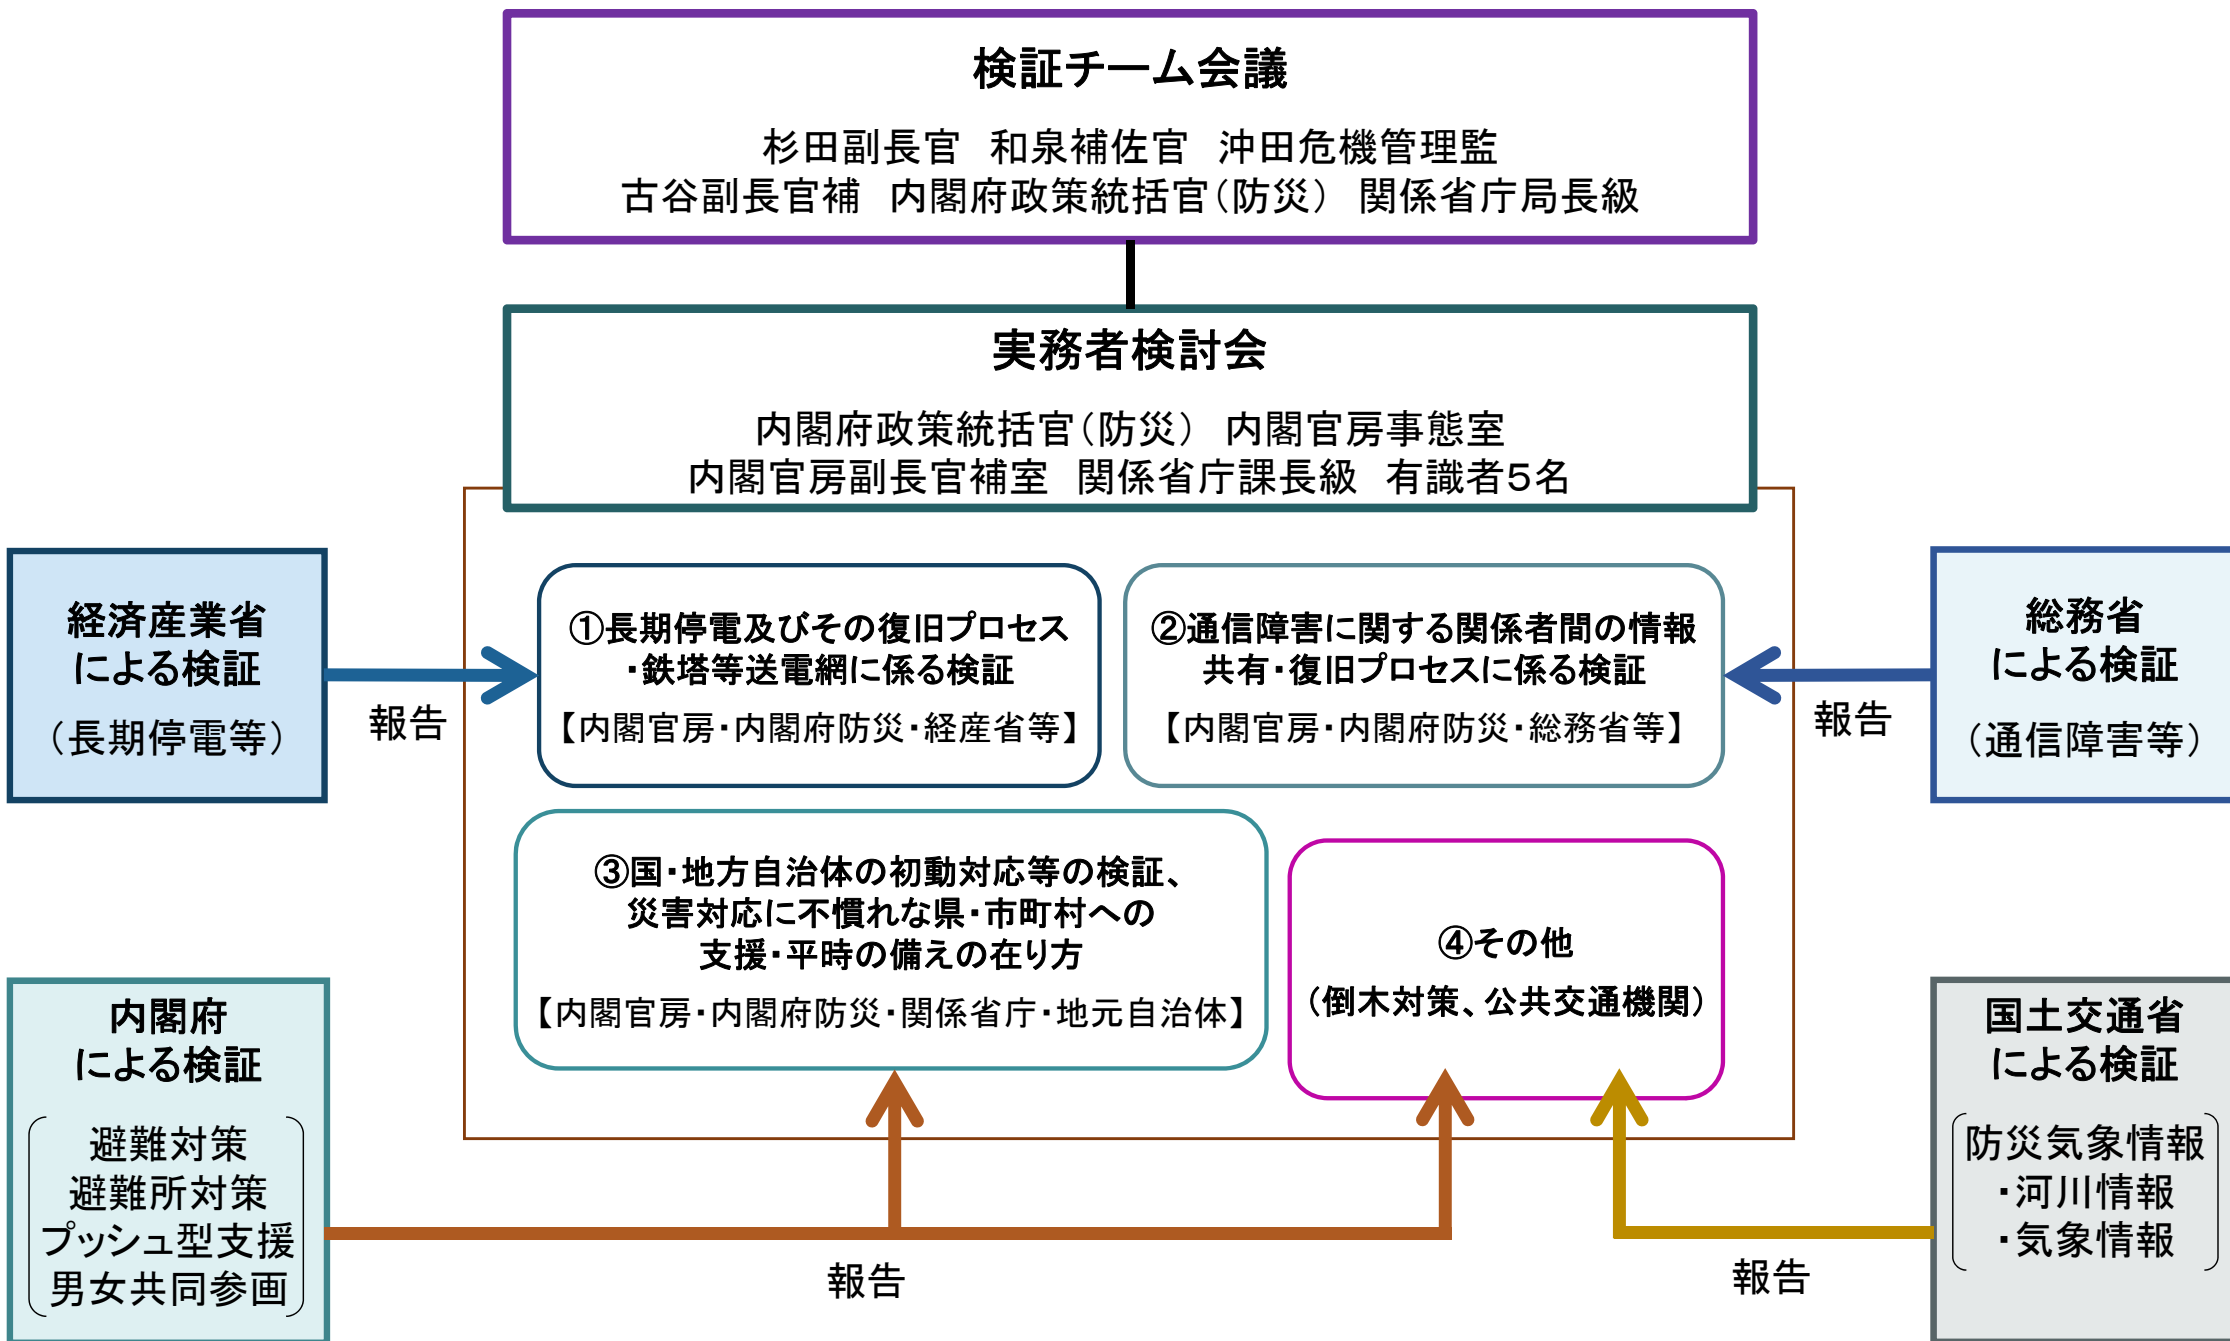 検証チーム会議
杉田副長官　和泉補佐官　沖田危機管理監
古谷副長官補　内閣府政策統括官（防災）　関係省庁局長級
実務者検討会
内閣府政策統括官（防災）　内閣官房事態室
内閣官房副長官補室　関係省庁課長級　有識者５名
経済産業省
による検証
（長期停電等）
報告
①長期停電及びその復旧プロセス
・鉄塔等送電網に係る検証
【内閣官房・内閣府防災・経産省等】
②通信障害に関する関係者間の情報
共有・復旧プロセスに係る検証
【内閣官房・内閣府防災・総務省等】
総務省
による検証
（通信障害等）
報告
③国・地方自治体の初動対応等の検証、
災害対応に不慣れな県・市町村への
支援・平時の備えの在り方
【内閣官房・内閣府防災・関係省庁・地元自治体】
④その他
（倒木対策、公共交通機関）
内閣府
による検証
避難対策
避難所対策
プッシュ型支援
男女共同参画
報告
国土交通省
による検証
防災気象情報
・河川情報
・気象情報
報告